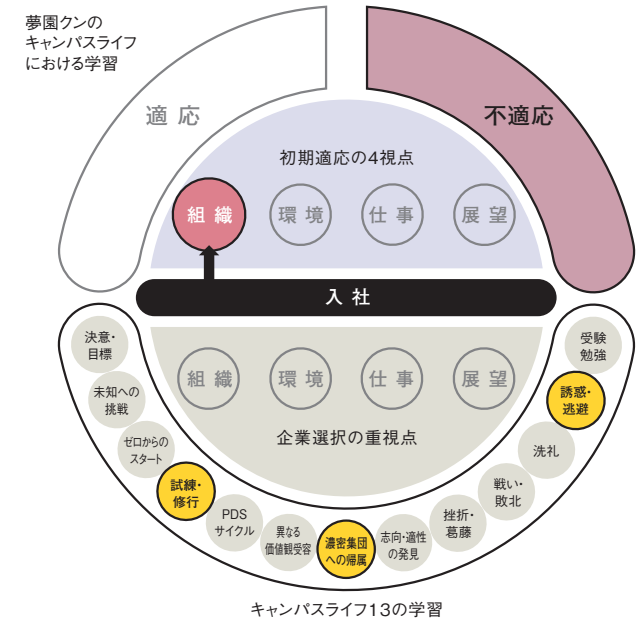 夢園クンの
キャンパスライフ
における学習
適応
不適応
初期適応の4視点
組織
環境
仕事
展望
入社
組織
環境
仕事
展望
企業選択の重視点
決意・
目標
未知への
挑戦
ゼロからの
スタート
試練・
修行
PDS
サイクル
異なる
価値観受容
濃密集団
への帰属
志向・適性
の発見
挫折・
葛藤
戦い・
敗北
洗礼
誘惑・
逃避
受験
勉強
キャンパスライフ13の学習